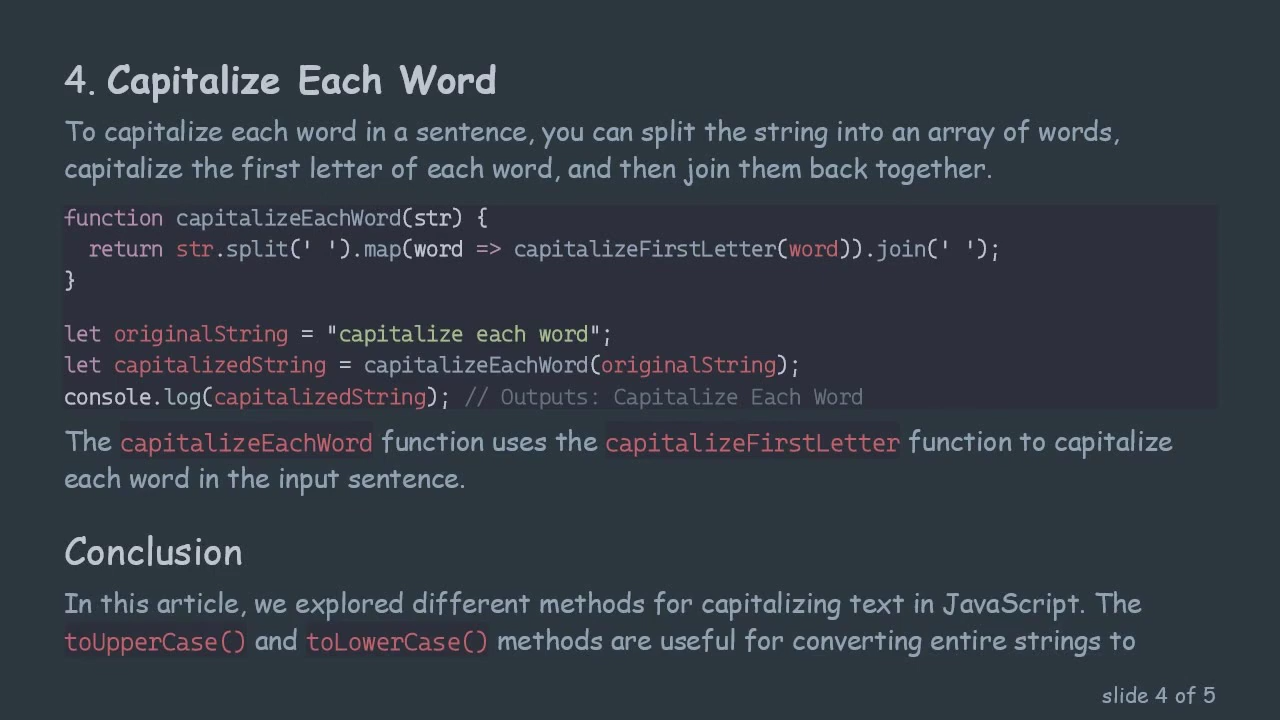 4. Capitalize Each Word
To capitalize each word in a sentence, you can split the string into an array of words,
capitalize the first letter of each word, and then join them back together.
function capitalizeEachWord(str) {
  return str.split(' ').map(word => capitalizeFirstLetter(word)).join(' ');
}
let originalString = "capitalize each word";
let capitalizedString = capitalizeEachWord(originalString);
console.log(capitalizedString); // Outputs: Capitalize Each Word
The capitalizeEachWord function uses the capitalizeFirstLetter function to capitalize
each word in the input sentence.
Conclusion
In this article, we explored different methods for capitalizing text in JavaScript. The
toUpperCase() and toLowerCase() methods are useful for converting entire strings to
slide 4 of 5